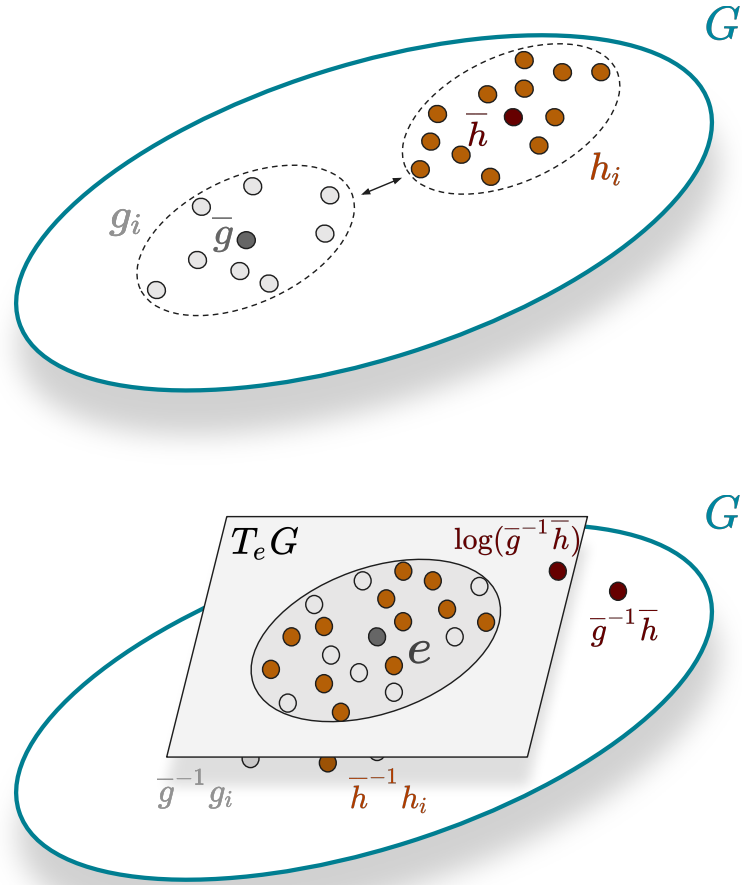 G
h̅
h_i
g_i
g̅
G
T_eG
log(g̅⁻¹h̅)
g̅⁻¹h̅
e
g̅⁻¹g_i
h̅⁻¹h_i